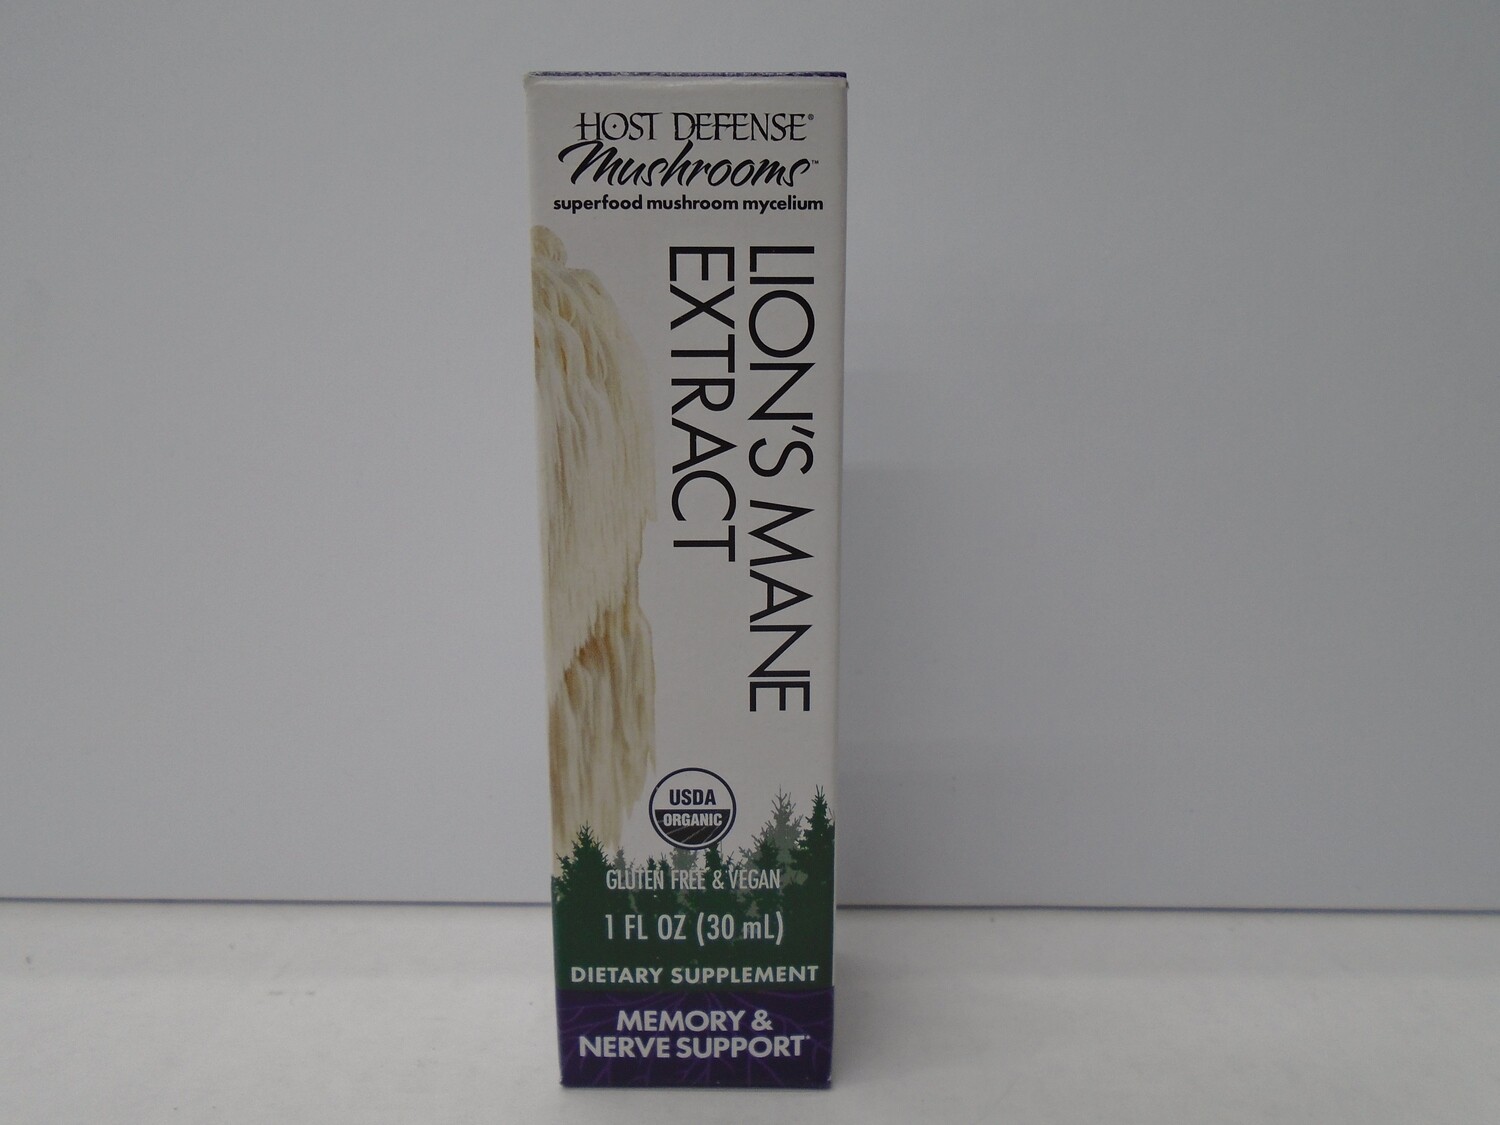 HOST DEFENSE®
Mushrooms™
superfood mushroom mycelium
LION'S MANE
EXTRACT
USDA
ORGANIC
GLUTEN FREE & VEGAN
1 FL OZ (30 mL)
DIETARY SUPPLEMENT
MEMORY &
NERVE SUPPORT*